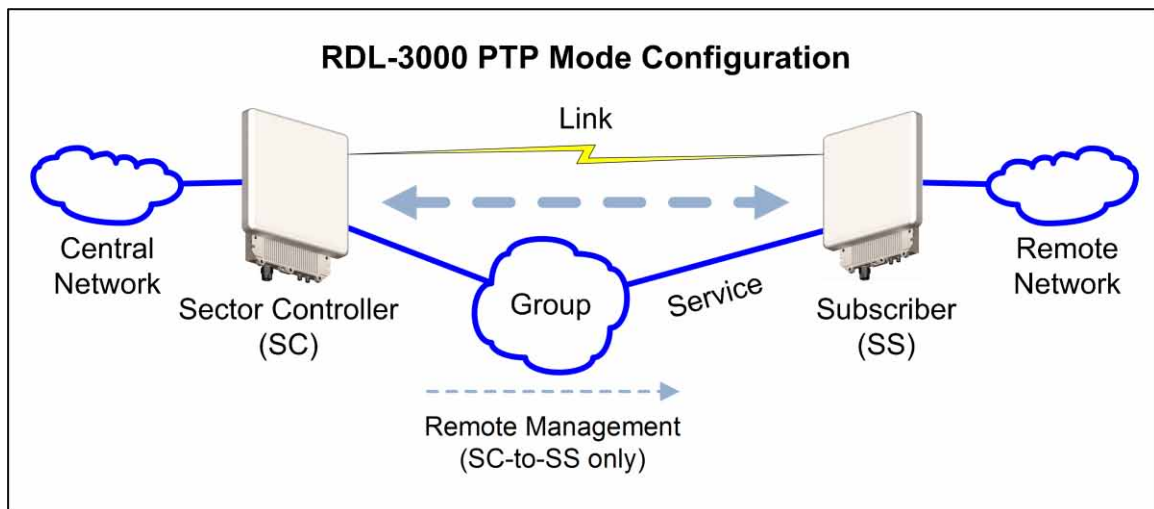 RDL-3000 PTP Mode Configuration
Link
Central
Network
Sector Controller
(SC)
Group
Service
Subscriber
(SS)
Remote
Network
Remote Management
(SC-to-SS only)